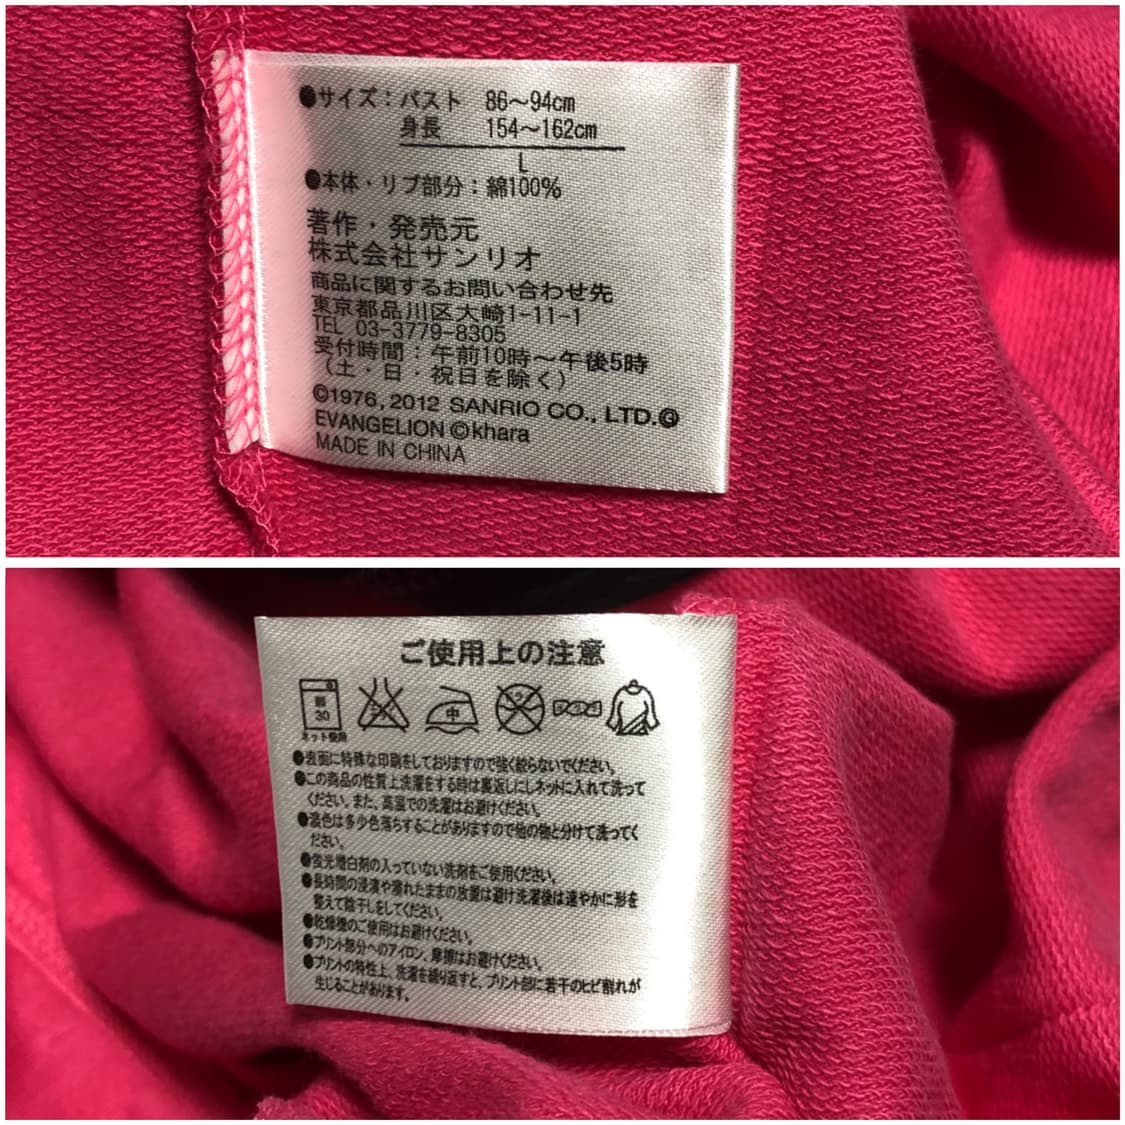 ●サイズ：バスト 86～94cm
身長 154～162cm
L
●本体・リブ部分：綿100%
著作・発売元
株式会社サンリオ
商品に関するお問い合わせ先
東京都品川区大崎1-11-1
TEL 03-3779-8305
受付時間：午前10時～午後5時
（土・日・祝日を除く）
©1976,2012 SANRIO CO., LTD.
EVANGELION ©khara
MADE IN CHINA
ご使用上の注意
弱 30 中
ネット使用
●表面に特殊な印刷をしておりますので強く絞らないでください。
●この商品の性質上洗濯をする時は裏返しにしネットに入れて洗って
ください。また、高温での洗濯はお避けください。
●濃色は多少色落ちすることがありますので他の物と分けて洗ってく
ださい。
●蛍光増白剤の入っていない洗剤をご使用ください。
●長時間の浸漬や濡れたままの放置は避け洗濯後は速やかに形を
整えて陰干しをしてください。
●乾燥機のご使用はお避けください。
●プリント部分へのアイロン、摩擦はお避けください。
●プリントの特性上、洗濯を繰り返すと、プリント部に若干のヒビ割れが
生じることがあります。